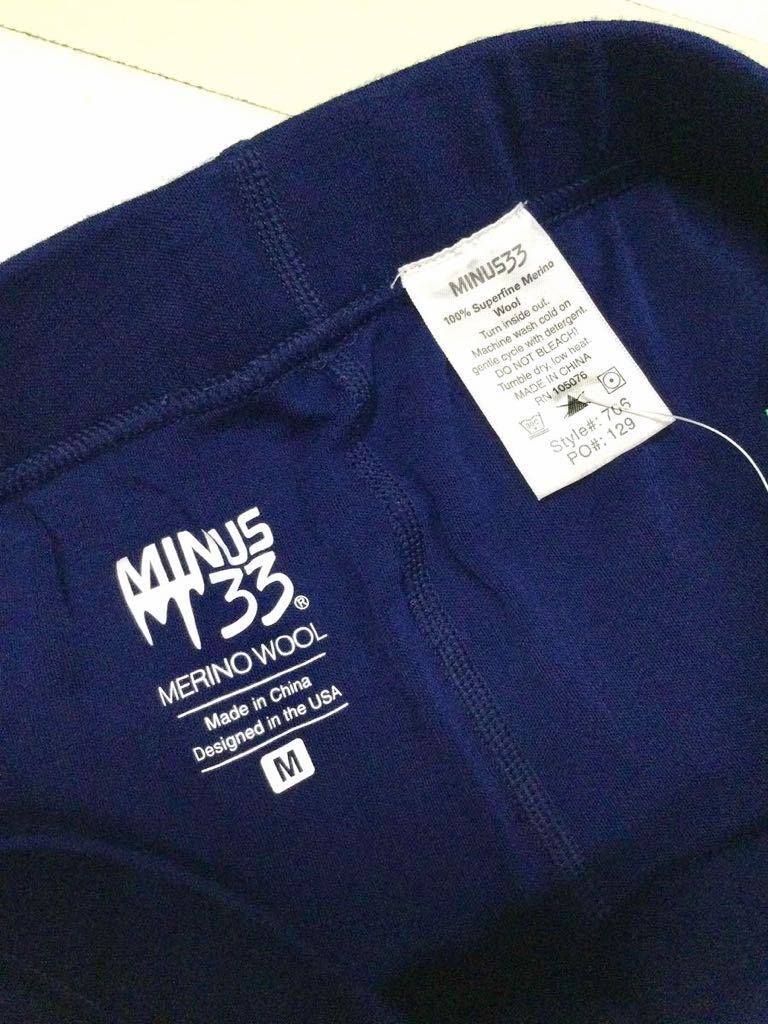 MINUS33
100% Superfine Merino
Wool
Turn inside out.
Machine wash cold on
gentle cycle with detergent.
DO NOT BLEACH!
Tumble dry, low heat.
MADE IN CHINA
RN 105076
30C
Style#:
PO#: 129
MINUS
33®
MERINO WOOL
Made in China
Designed in the USA
M